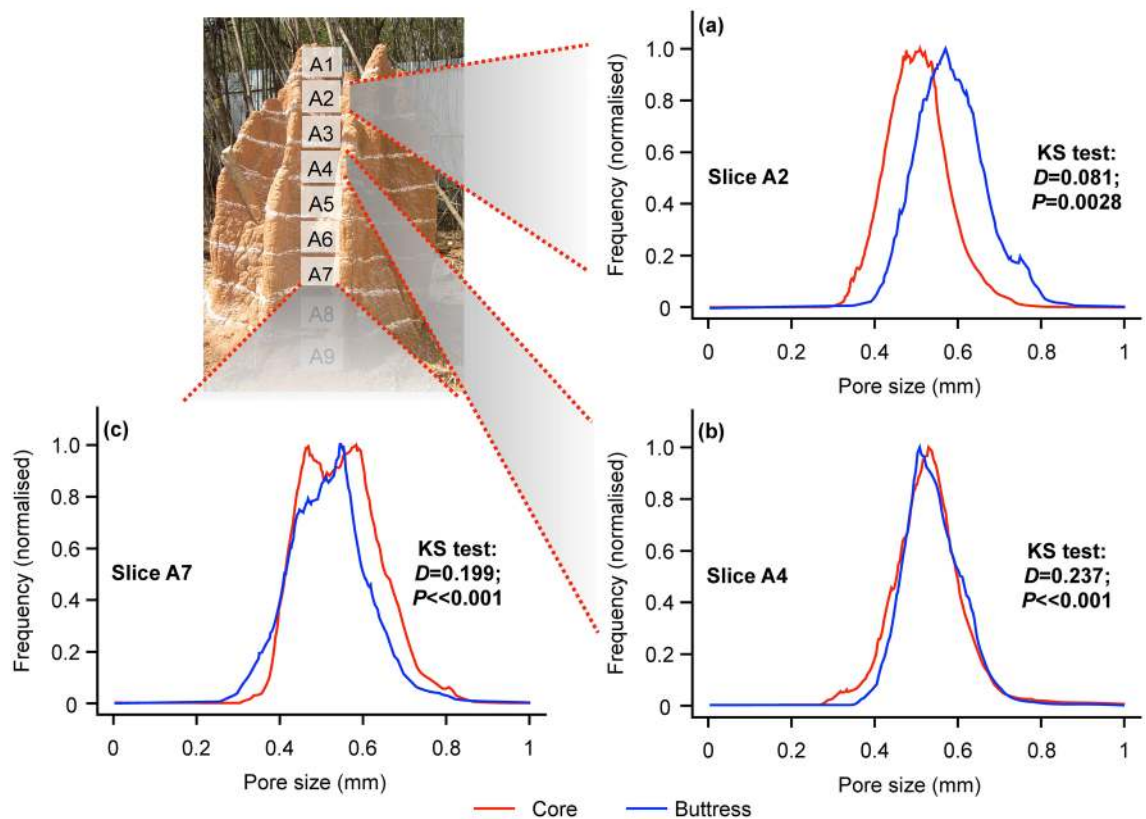 A1
A2
A3
A4
A5
A6
A7
A8
A9
(a)
Frequency (normalised)
1.0
0.8
0.6
0.4
0.2
0
Slice A2
KS test:
D=0.081;
P=0.0028
0 0.2 0.4 0.6 0.8 1
Pore size (mm)
(c)
Frequency (normalised)
1.0
0.8
0.6
0.4
0.2
0
Slice A7
KS test:
D=0.199;
P<<0.001
0 0.2 0.4 0.6 0.8 1
Pore size (mm)
(b)
Frequency (normalised)
1.0
0.8
0.6
0.4
0.2
0
Slice A4
KS test:
D=0.237;
P<<0.001
0 0.2 0.4 0.6 0.8 1
Pore size (mm)
Core Buttress